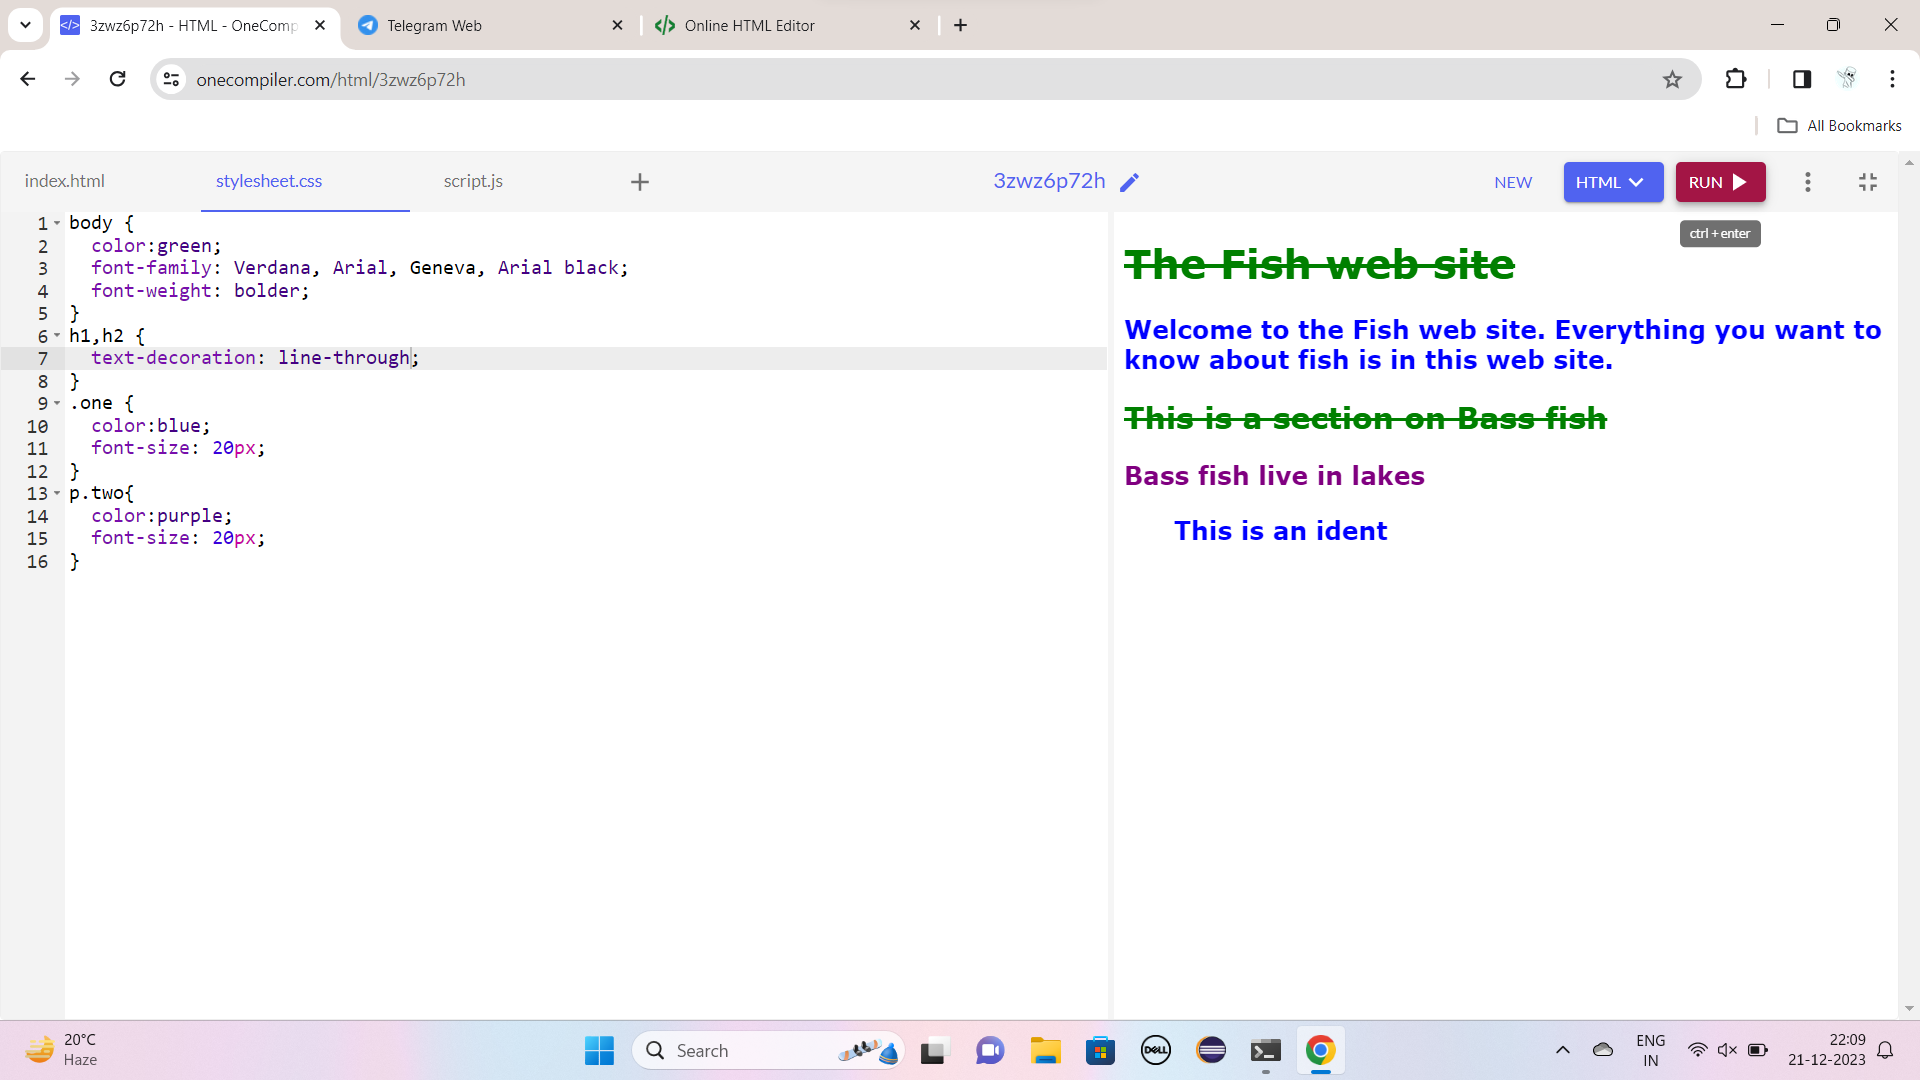 3zwz6p72h - HTML - OneComp
Telegram Web
Online HTML Editor
onecompiler.com/html/3zwz6p72h
All Bookmarks
index.html
stylesheet.css
script.js
3zwz6p72h
NEW
HTML
RUN
ctrl + enter
1 body {
2   color:green;
3   font-family: Verdana, Arial, Geneva, Arial black;
4   font-weight: bolder;
5 }
6 h1,h2 {
7   text-decoration: line-through;
8 }
9 .one {
10   color:blue;
11   font-size: 20px;
12 }
13 p.two{
14   color:purple;
15   font-size: 20px;
16 }
The Fish web site
Welcome to the Fish web site. Everything you want to
know about fish is in this web site.
This is a section on Bass fish
Bass fish live in lakes
This is an ident
20°C
Haze
Search
DELL
ENG
IN
22:09
21-12-2023